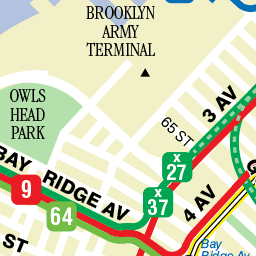 BROOKLYN
ARMY
TERMINAL
OWLS
HEAD
PARK
3 AV
65 ST
X
27
BAY RIDGE AV
9
X
37
4 AV
64
ST
Bay
Ridge Av